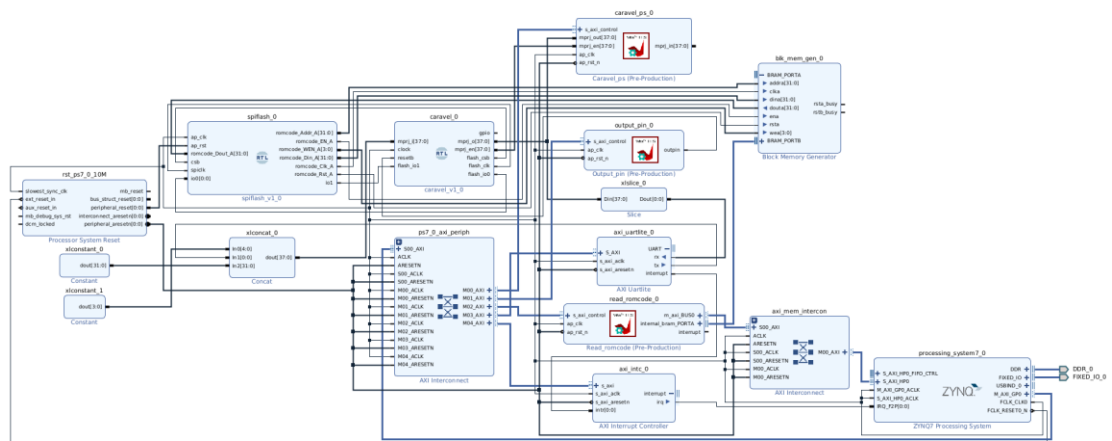 caravel_ps_0
s_axi_control
mprj_out[37:0]
mprj_en[37:0]
ap_clk
ap_rst_n
mprj_in[37:0]
Caravel_ps (Pre-Production)
blk_mem_gen_0
BRAM_PORTA
addra[31:0]
clka
dina[31:0]
douta[31:0]
ena
rsta
wea[3:0]
BRAM_PORTB
rsta_busy
rstb_busy
Block Memory Generator
spiflash_0
ap_clk
ap_rst
romcode_Dout_A[31:0]
csb
spiclk
io0[0:0]
romcode_Addr_A[31:0]
romcode_EN_A
romcode_WEN_A[3:0]
romcode_Din_A[31:0]
romcode_Clk_A
romcode_Rst_A
io1
RTL
spiflash_v1_0
caravel_0
mprj_i[37:0]
clock
resetb
flash_io1
gpio
mprj_o[37:0]
mprj_en[37:0]
flash_csb
flash_clk
flash_io0
RTL
caravel_v1_0
output_pin_0
s_axi_control
ap_clk
ap_rst_n
outpin
Output_pin (Pre-Production)
xlslice_0
Din[37:0]
Dout[0:0]
Slice
rst_ps7_0_10M
slowest_sync_clk
ext_reset_in
aux_reset_in
mb_debug_sys_rst
dcm_locked
mb_reset
bus_struct_reset[0:0]
peripheral_reset[0:0]
interconnect_aresetn[0:0]
peripheral_aresetn[0:0]
Processor System Reset
xlconstant_0
dout[31:0]
Constant
xlconstant_1
dout[3:0]
Constant
xlconcat_0
In0[4:0]
In1[0:0]
In2[31:0]
dout[37:0]
Concat
ps7_0_axi_periph
S00_AXI
ACLK
ARESETN
S00_ACLK
S00_ARESETN
M00_ACLK
M00_ARESETN
M01_ACLK
M01_ARESETN
M02_ACLK
M02_ARESETN
M03_ACLK
M03_ARESETN
M04_ACLK
M04_ARESETN
M00_AXI
M01_AXI
M02_AXI
M03_AXI
M04_AXI
AXI Interconnect
axi_uartlite_0
S_AXI
s_axi_aclk
s_axi_aresetn
UART
rx
tx
interrupt
AXI Uartlite
read_romcode_0
s_axi_control
ap_clk
ap_rst_n
m_axi_BUS0
internal_bram_PORTA
interrupt
Read_romcode (Pre-Production)
axi_intc_0
s_axi
s_axi_aclk
s_axi_aresetn
intr[0:0]
interrupt
irq
AXI Interrupt Controller
axi_mem_intercon
S00_AXI
ACLK
ARESETN
S00_ACLK
S00_ARESETN
M00_ACLK
M00_ARESETN
M00_AXI
AXI Interconnect
processing_system7_0
S_AXI_HP0_FIFO_CTRL
S_AXI_HP0
M_AXI_GP0_ACLK
S_AXI_HP0_ACLK
IRQ_F2P[0:0]
ZYNQ
DDR
FIXED_IO
USBIND_0
M_AXI_GP0
FCLK_CLK0
FCLK_RESET0_N
ZYNQ7 Processing System
DDR_0
FIXED_IO_0